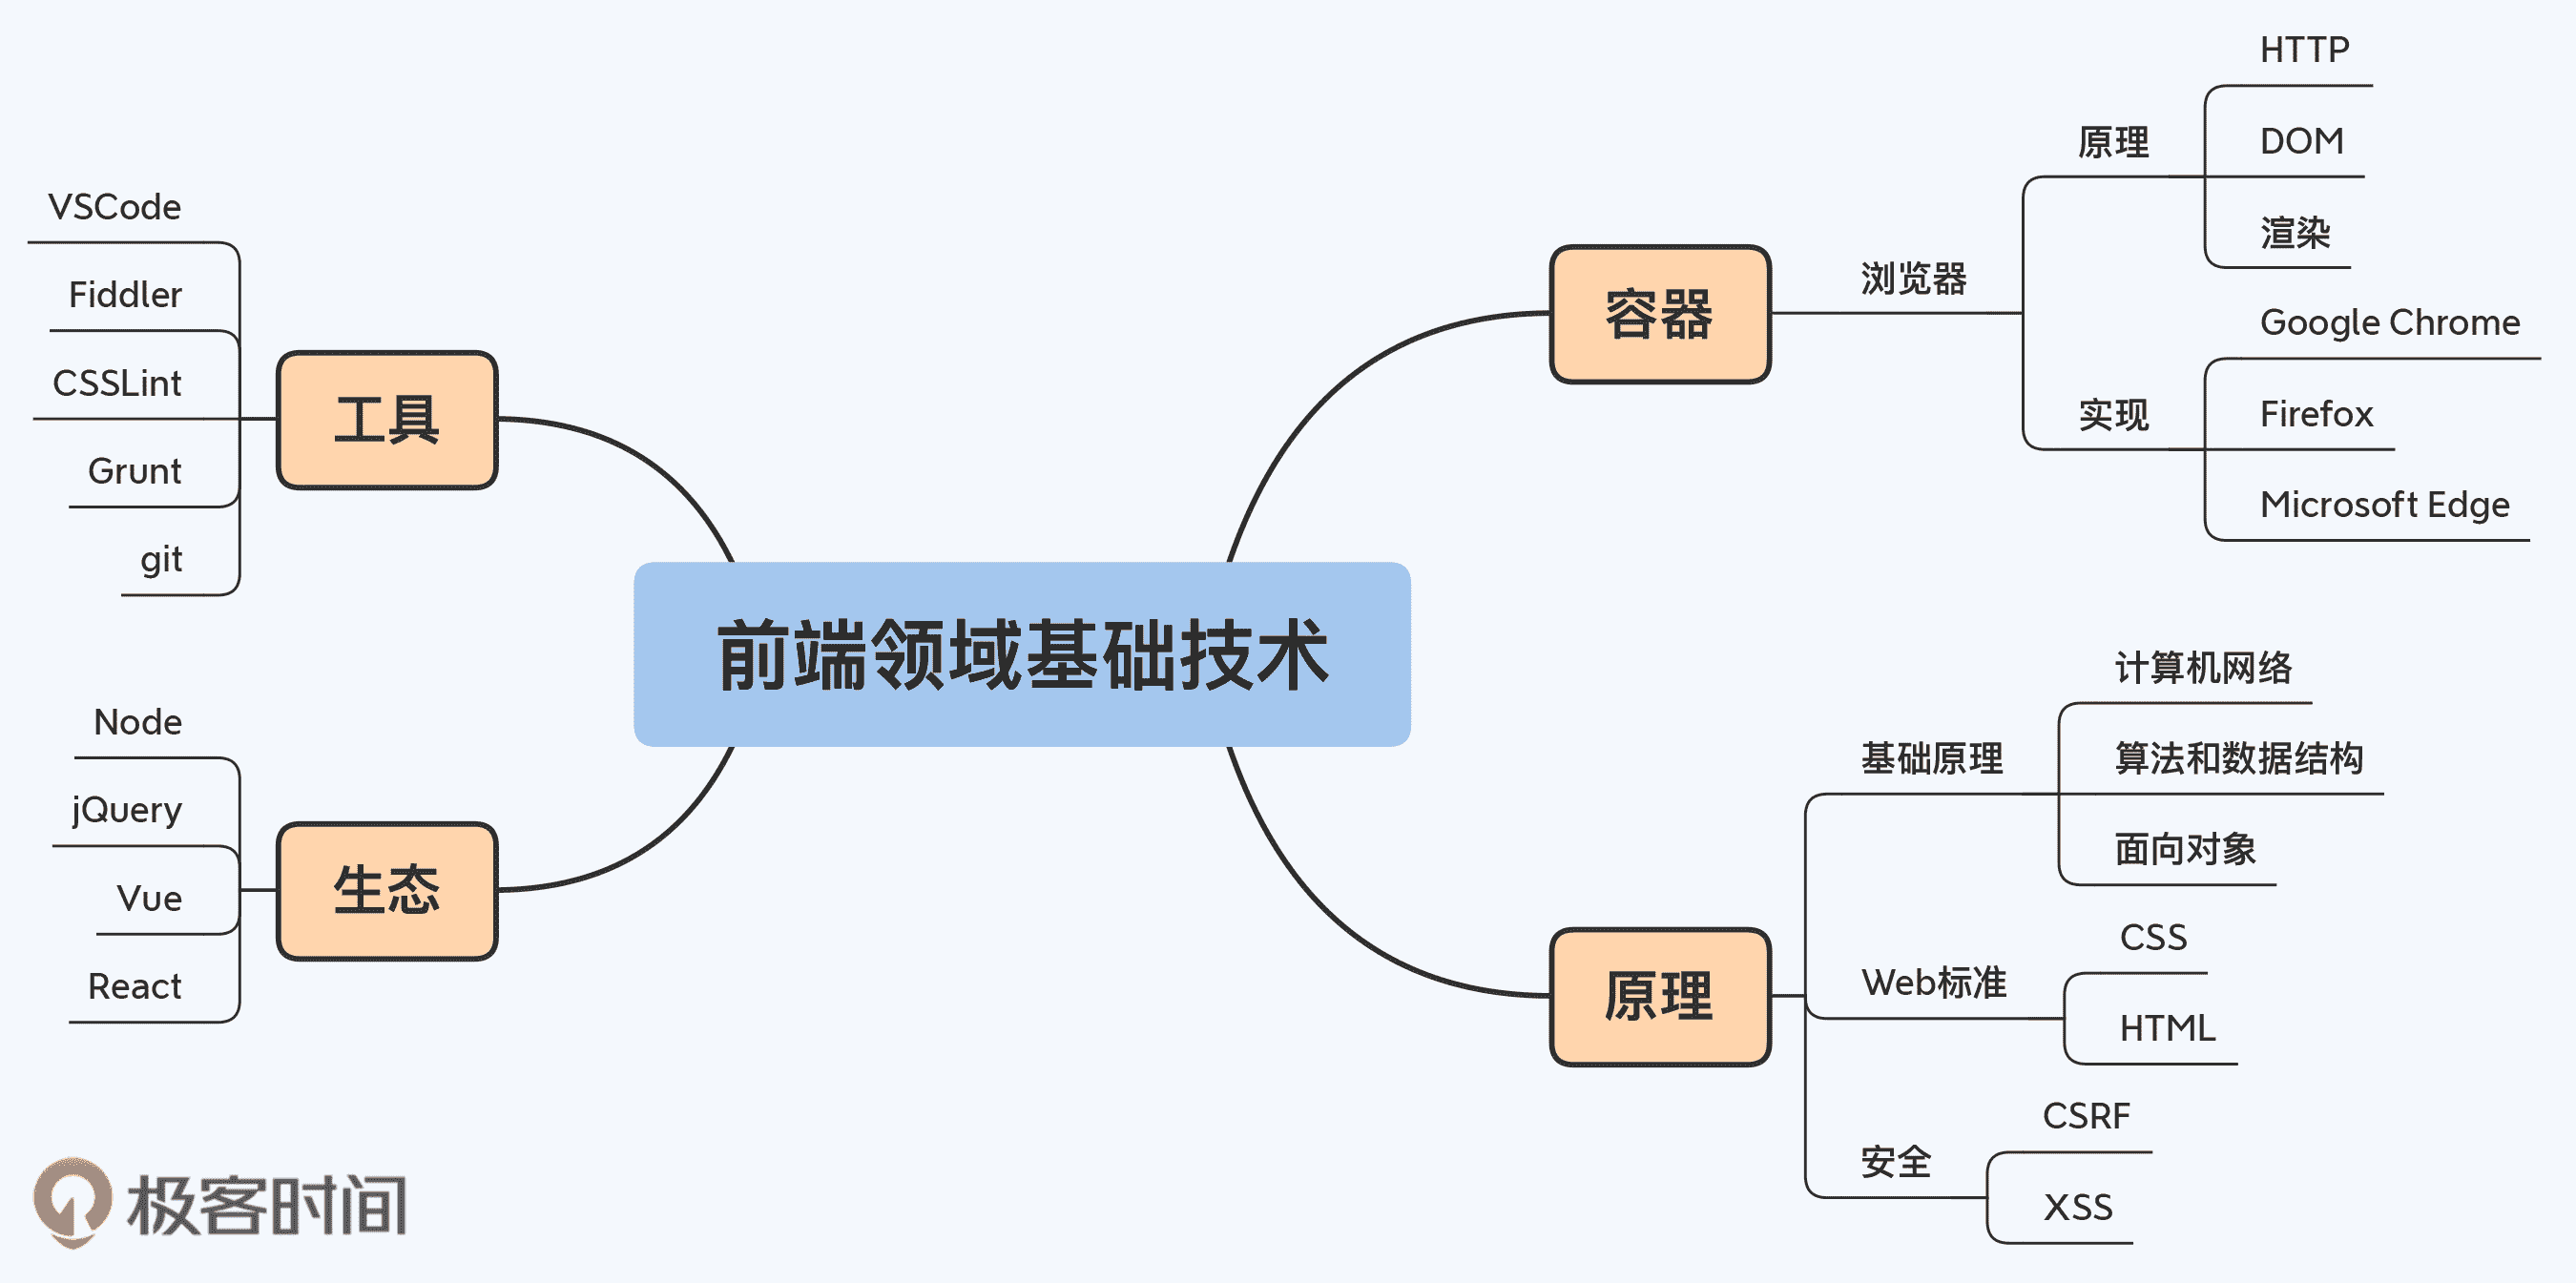 前端领域基础技术
工具
VSCode
Fiddler
CSSLint
Grunt
git
生态
Node
jQuery
Vue
React
容器
浏览器
原理
HTTP
DOM
渲染
实现
Google Chrome
Firefox
Microsoft Edge
原理
基础原理
计算机网络
算法和数据结构
面向对象
Web标准
CSS
HTML
安全
CSRF
XSS
极客时间